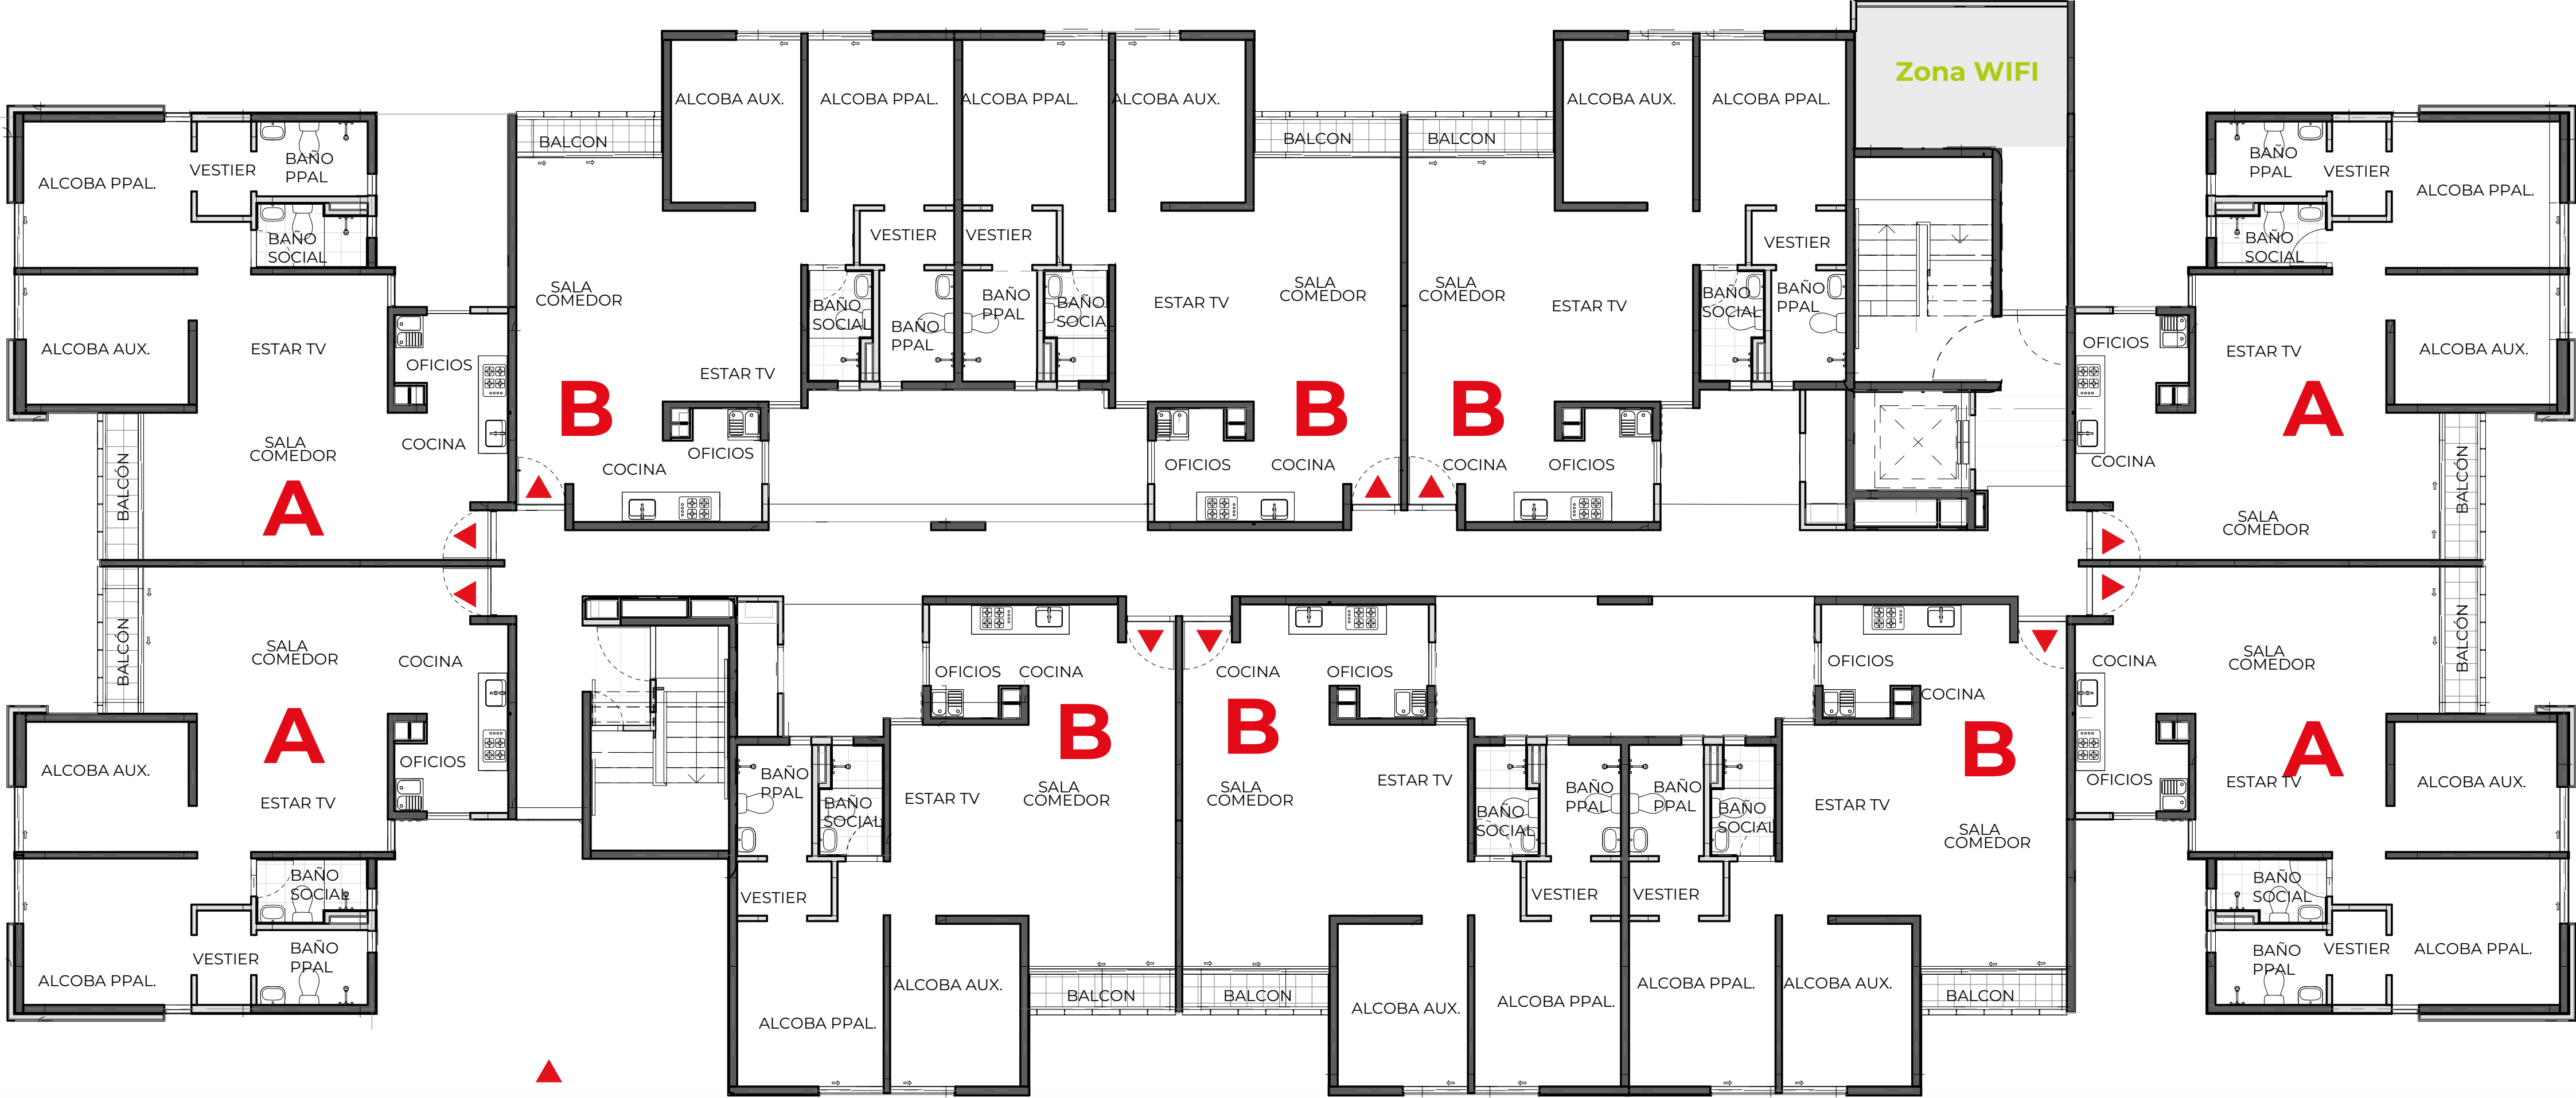 Zona WIFI
ALCOBA AUX.
ALCOBA PPAL.
ALCOBA PPAL.
ALCOBA AUX.
ALCOBA AUX.
ALCOBA PPAL.
BALCON
BALCON
BALCON
ALCOBA PPAL.
VESTIER
BAÑO
PPAL
BAÑO
SOCIAL
BAÑO
PPAL
VESTIER
ALCOBA PPAL.
BAÑO
SOCIAL
VESTIER
VESTIER
VESTIER
SALA
COMEDOR
BAÑO
SOCIAL
BAÑO
PPAL
BAÑO
PPAL
BAÑO
SOCIAL
ESTAR TV
SALA
COMEDOR
SALA
COMEDOR
ESTAR TV
BAÑO
SOCIAL
BAÑO
PPAL
ALCOBA AUX.
ESTAR TV
OFICIOS
ESTAR TV
OFICIOS
ESTAR TV
ALCOBA AUX.
B
B
B
A
SALA
COMEDOR
COCINA
COCINA
OFICIOS
OFICIOS
COCINA
COCINA
OFICIOS
COCINA
BALCÓN
A
BALCÓN
SALA
COMEDOR
BALCÓN
SALA
COMEDOR
COCINA
OFICIOS
COCINA
COCINA
OFICIOS
OFICIOS
COCINA
COCINA
SALA
COMEDOR
BALCÓN
A
B
B
B
A
ALCOBA AUX.
OFICIOS
ESTAR TV
BAÑO
PPAL
BAÑO
SOCIAL
ESTAR TV
SALA
COMEDOR
SALA
COMEDOR
ESTAR TV
BAÑO
SOCIAL
BAÑO
PPAL
BAÑO
PPAL
BAÑO
SOCIAL
ESTAR TV
SALA
COMEDOR
OFICIOS
ESTAR TV
ALCOBA AUX.
BAÑO
SOCIAL
VESTIER
VESTIER
VESTIER
BAÑO
SOCIAL
ALCOBA PPAL.
VESTIER
BAÑO
PPAL
BAÑO
PPAL
VESTIER
ALCOBA PPAL.
ALCOBA PPAL.
ALCOBA AUX.
BALCON
BALCON
ALCOBA AUX.
ALCOBA PPAL.
ALCOBA PPAL.
ALCOBA AUX.
BALCON